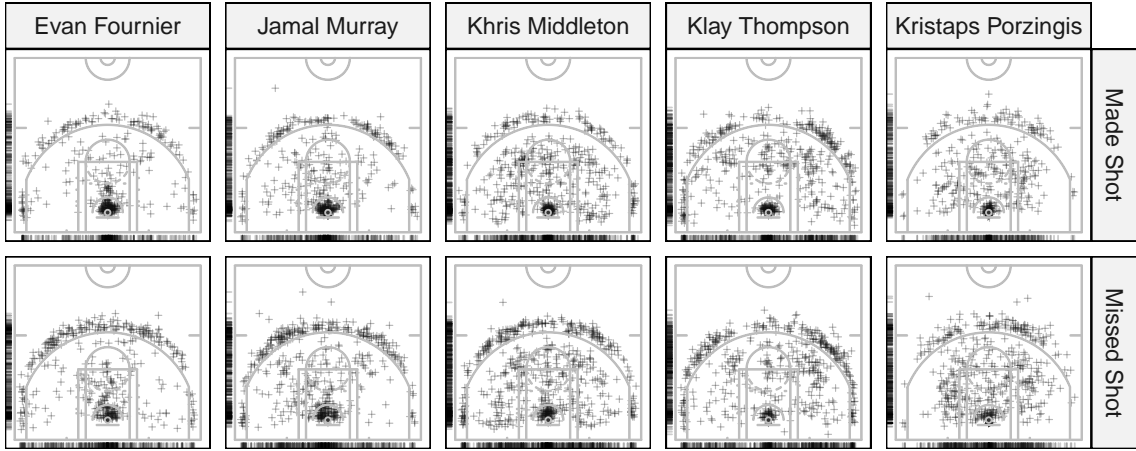 Evan Fournier
Jamal Murray
Khris Middleton
Klay Thompson
Kristaps Porzingis
Made Shot
Missed Shot